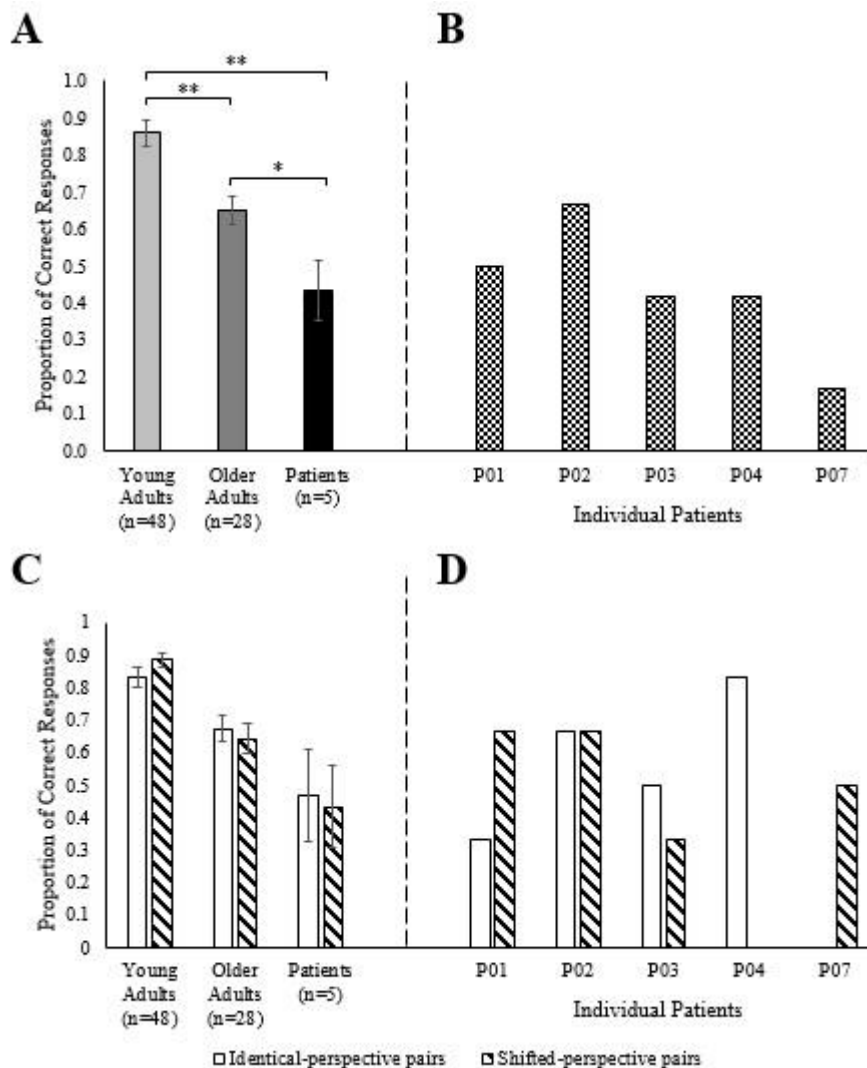 A
B
Proportion of Correct Responses
1.0
0.9
0.8
0.7
0.6
0.5
0.4
0.3
0.2
0.1
0.0
**
**
*
Young Adults (n=48)
Older Adults (n=28)
Patients (n=5)
P01
P02
P03
P04
P07
Individual Patients
C
D
Proportion of Correct Responses
1
0.9
0.8
0.7
0.6
0.5
0.4
0.3
0.2
0.1
0
Young Adults (n=48)
Older Adults (n=28)
Patients (n=5)
P01
P02
P03
P04
P07
Individual Patients
Identical-perspective pairs
Shifted-perspective pairs